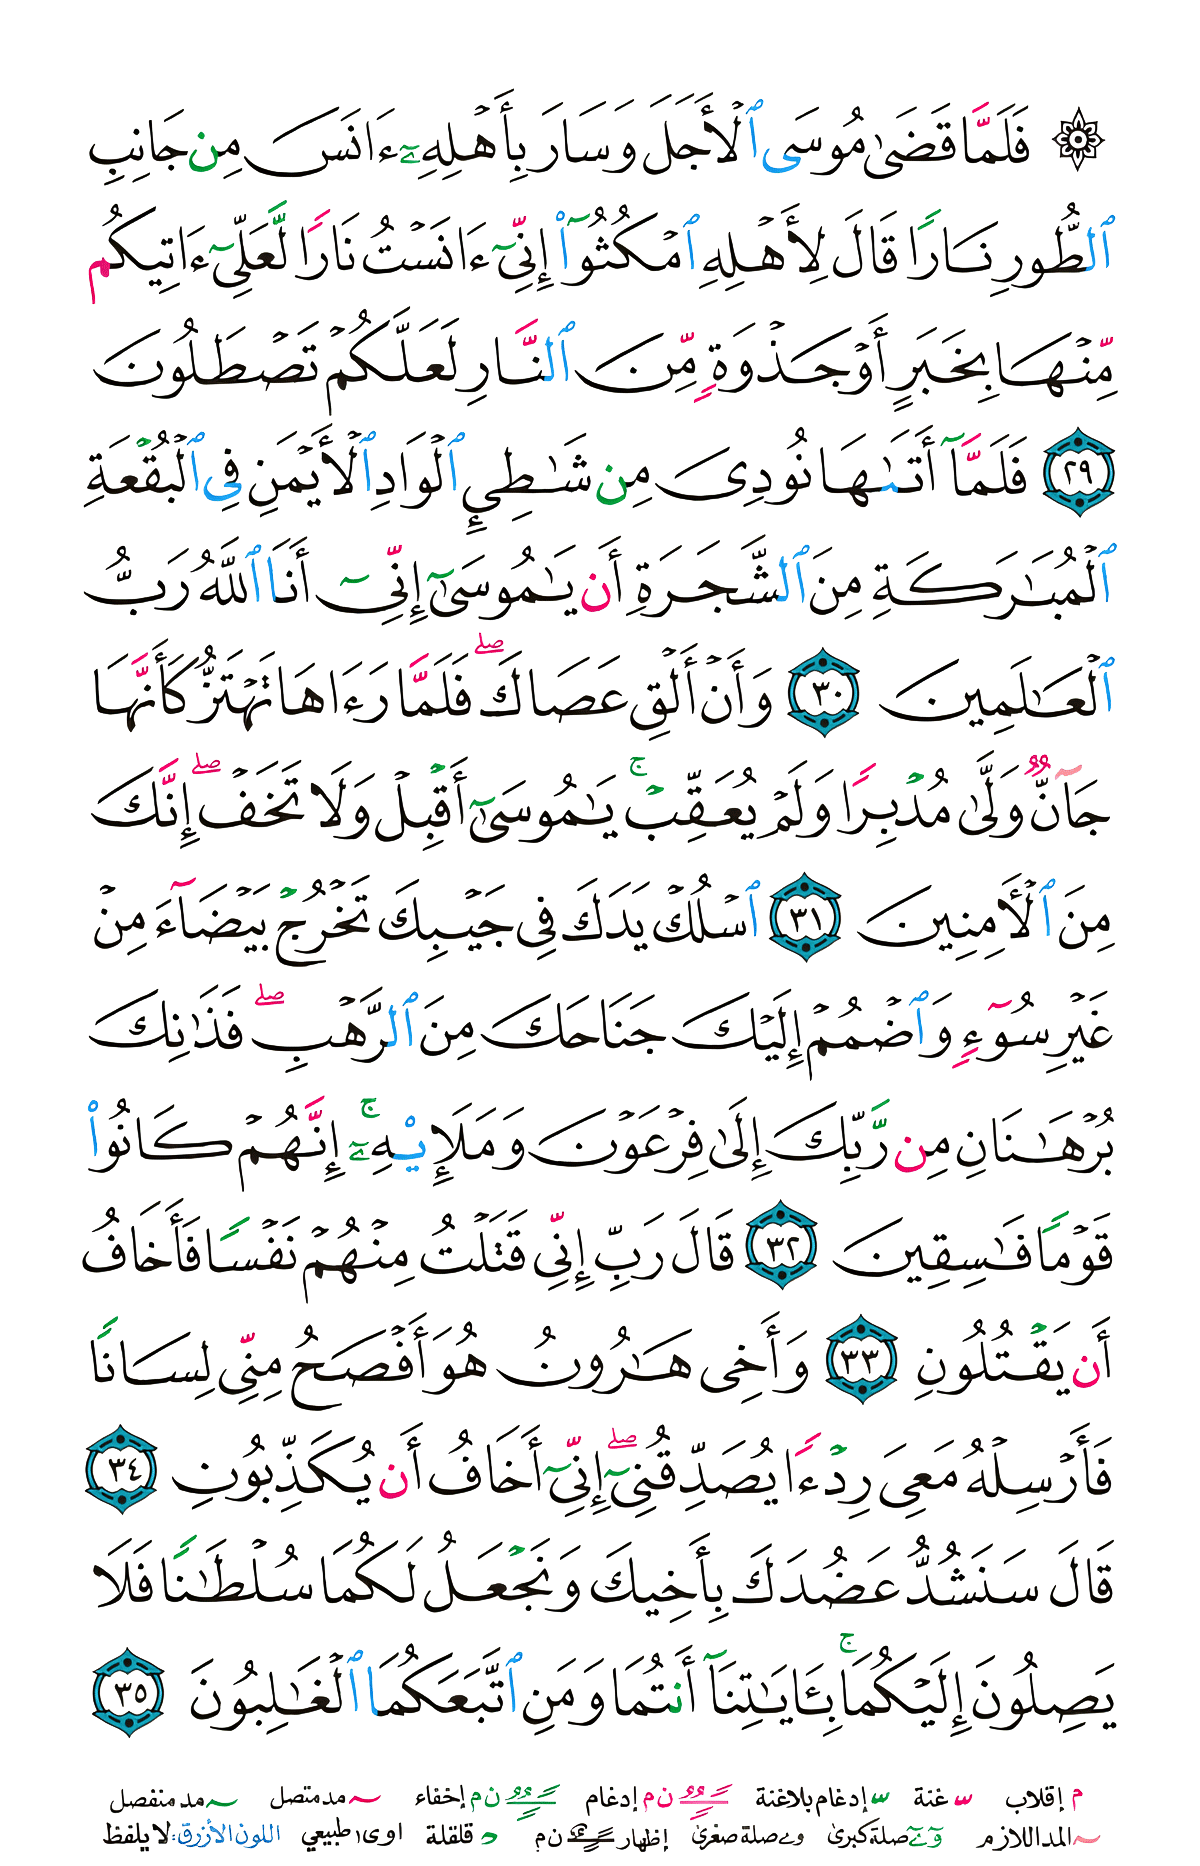 ۞ فَلَمَّا قَضَىٰ مُوسَى ٱلْأَجَلَ وَسَارَ بِأَهْلِهِۦٓ ءَانَسَ مِن جَانِبِ
ٱلطُّورِ نَارًا قَالَ لِأَهْلِهِ ٱمْكُثُوٓا۟ إِنِّىٓ ءَانَسْتُ نَارًا لَّعَلِّىٓ ءَاتِيكُم
مِّنْهَا بِخَبَرٍ أَوْ جَذْوَةٍ مِّنَ ٱلنَّارِ لَعَلَّكُمْ تَصْطَلُونَ
٢٩ فَلَمَّآ أَتَىٰهَا نُودِىَ مِن شَـٰطِئِ ٱلْوَادِ ٱلْأَيْمَنِ فِى ٱلْبُقْعَةِ
ٱلْمُبَـٰرَكَةِ مِنَ ٱلشَّجَرَةِ أَن يَـٰمُوسَىٰٓ إِنِّىٓ أَنَا ٱللَّهُ رَبُّ
ٱلْعَـٰلَمِينَ ٣٠ وَأَنْ أَلْقِ عَصَاكَ ۖ فَلَمَّا رَءَاهَا تَهْتَزُّ كَأَنَّهَا
جَآنٌّ وَلَّىٰ مُدْبِرًا وَلَمْ يُعَقِّبْ ۚ يَـٰمُوسَىٰٓ أَقْبِلْ وَلَا تَخَفْ ۖ إِنَّكَ
مِنَ ٱلْـَٔامِنِينَ ٣١ ٱسْلُكْ يَدَكَ فِى جَيْبِكَ تَخْرُجْ بَيْضَآءَ مِنْ
غَيْرِ سُوٓءٍ وَٱضْمُمْ إِلَيْكَ جَنَاحَكَ مِنَ ٱلرَّهْبِ ۖ فَذَٰنِكَ
بُرْهَـٰنَانِ مِن رَّبِّكَ إِلَىٰ فِرْعَوْنَ وَمَلَإِي۟هِۦٓ ۚ إِنَّهُمْ كَانُوا۟
قَوْمًا فَـٰسِقِينَ ٣٢ قَالَ رَبِّ إِنِّى قَتَلْتُ مِنْهُمْ نَفْسًا فَأَخَافُ
أَن يَقْتُلُونِ ٣٣ وَأَخِى هَـٰرُونُ هُوَ أَفْصَحُ مِنِّى لِسَانًا
فَأَرْسِلْهُ مَعِىَ رِدْءًا يُصَدِّقُنِىٓ ۖ إِنِّىٓ أَخَافُ أَن يُكَذِّبُونِ ٣٤
قَالَ سَنَشُدُّ عَضُدَكَ بِأَخِيكَ وَنَجْعَلُ لَكُمَا سُلْطَـٰنًا فَلَا
يَصِلُونَ إِلَيْكُمَا ۚ بِـَٔايَـٰتِنَآ أَنتُمَا وَمَنِ ٱتَّبَعَكُمَا ٱلْغَـٰلِبُونَ ٣٥
م إقلاب غنة إدغام بلاغنة ن م إدغام ن م إخفاء مد متصل مد منفصل
المد اللازم صلة كبرى وے صلة صغرى إظهار ن م قلقلة اوى طبيعي اللون الأزرق: لا يلفظ